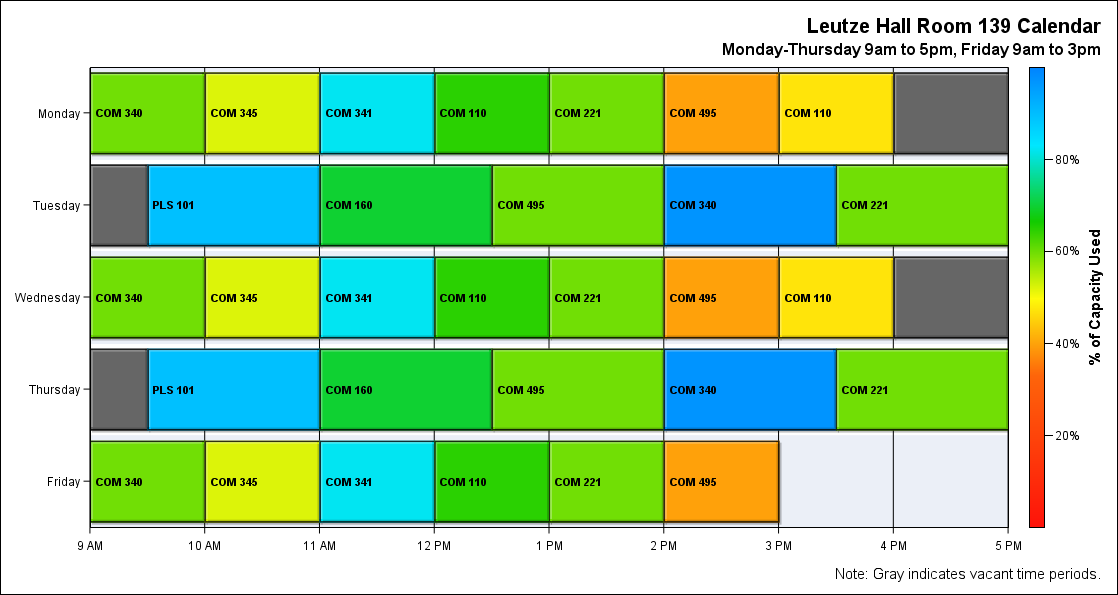 Leutze Hall Room 139 Calendar
Monday-Thursday 9am to 5pm, Friday 9am to 3pm
Monday
COM 340 COM 345 COM 341 COM 110 COM 221 COM 495 COM 110
Tuesday
PLS 101 COM 160 COM 495 COM 340 COM 221
Wednesday
COM 340 COM 345 COM 341 COM 110 COM 221 COM 495 COM 110
Thursday
PLS 101 COM 160 COM 495 COM 340 COM 221
Friday
COM 340 COM 345 COM 341 COM 110 COM 221 COM 495
9 AM 10 AM 11 AM 12 PM 1 PM 2 PM 3 PM 4 PM 5 PM
80%
60%
40%
20%
% of Capacity Used
Note: Gray indicates vacant time periods.